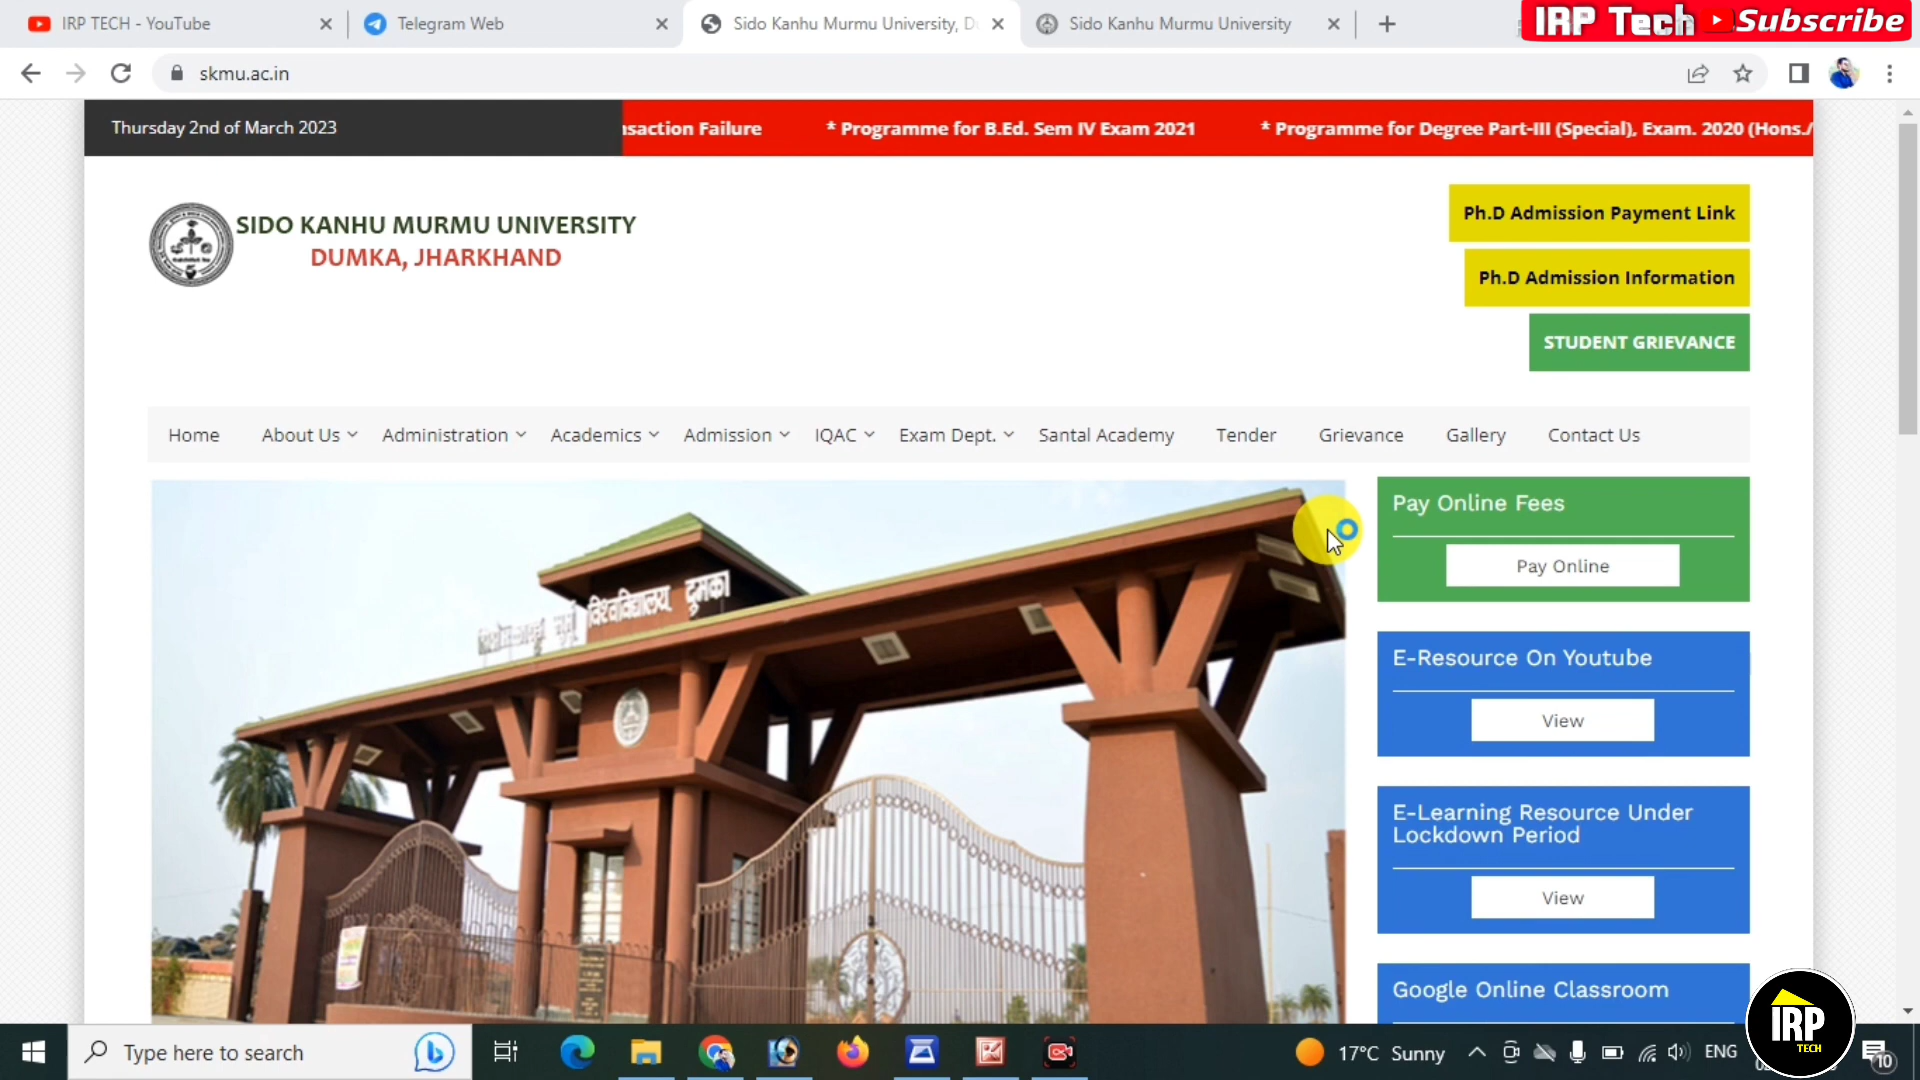 IRP TECH - YouTube
Telegram Web
Sido Kanhu Murmu University, D
Sido Kanhu Murmu University
IRP Tech Subscribe
skmu.ac.in
Thursday 2nd of March 2023
nsaction Failure * Programme for B.Ed. Sem IV Exam 2021 * Programme for Degree Part-III (Special), Exam. 2020 (Hons./
SIDO KANHU MURMU UNIVERSITY
DUMKA, JHARKHAND
Ph.D Admission Payment Link
Ph.D Admission Information
STUDENT GRIEVANCE
Home About Us Administration Academics Admission IQAC Exam Dept. Santal Academy Tender Grievance Gallery Contact Us
विश्वविद्यालय, दुमका
Pay Online Fees
Pay Online
E-Resource On Youtube
View
E-Learning Resource Under
Lockdown Period
View
Google Online Classroom
IRP
TECH
Type here to search
17°C Sunny
ENG
10